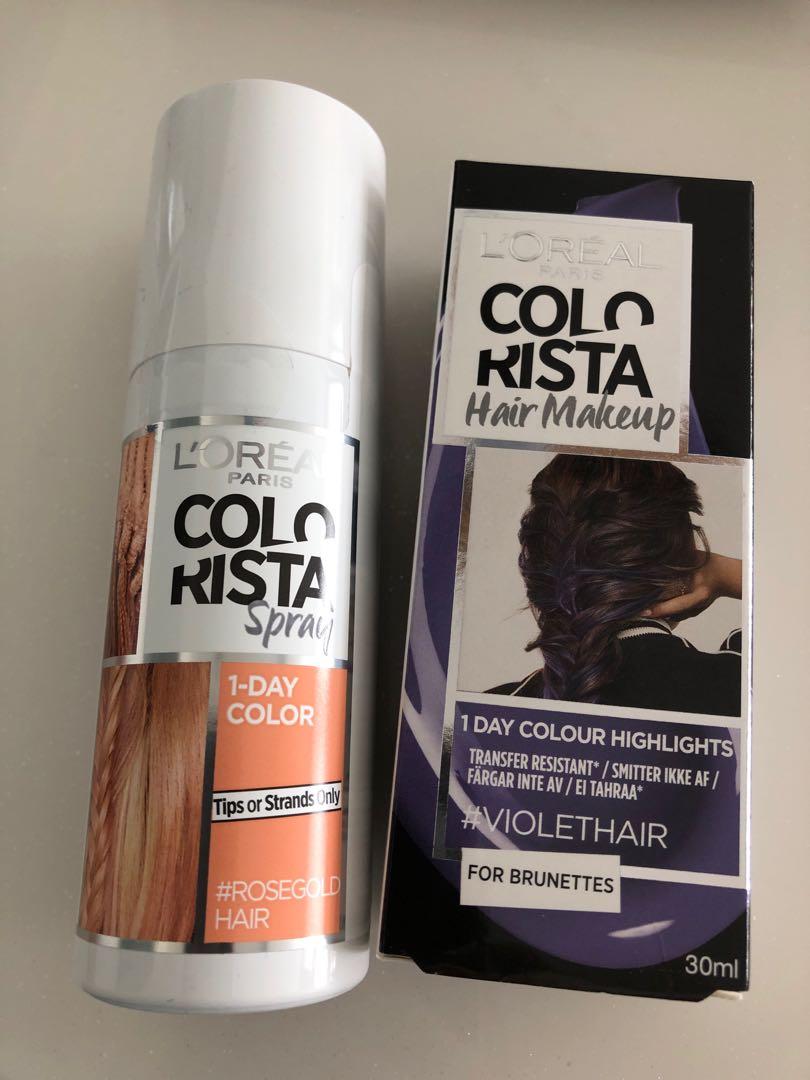 L'ORÉAL
PARIS
COLO
RISTA
Spray
1-DAY
COLOR
Tips or Strands Only
#ROSEGOLD
HAIR
L'ORÉAL
PARIS
COLO
RISTA
Hair Makeup
1 DAY COLOUR HIGHLIGHTS
TRANSFER RESISTANT* / SMITTER IKKE AF /
FÄRGAR INTE AV / EI TAHRAA*
#VIOLETHAIR
FOR BRUNETTES
30ml